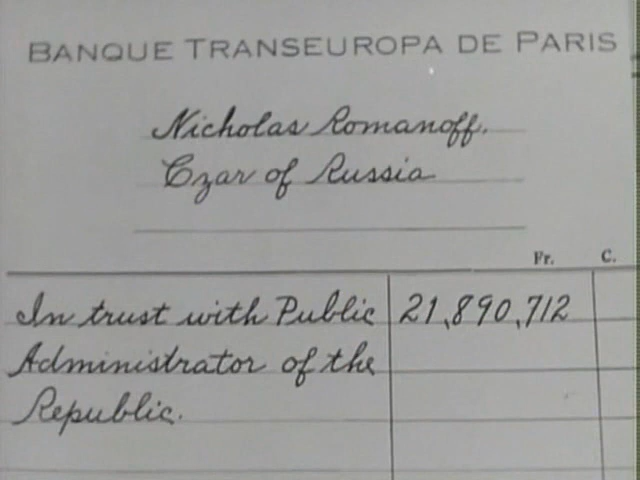 BANQUE TRANSEUROPA DE PARIS
Nicholas Romanoff.
Czar of Russia
Fr. C.
In trust with Public 21,890,712
Administrator of the
Republic.